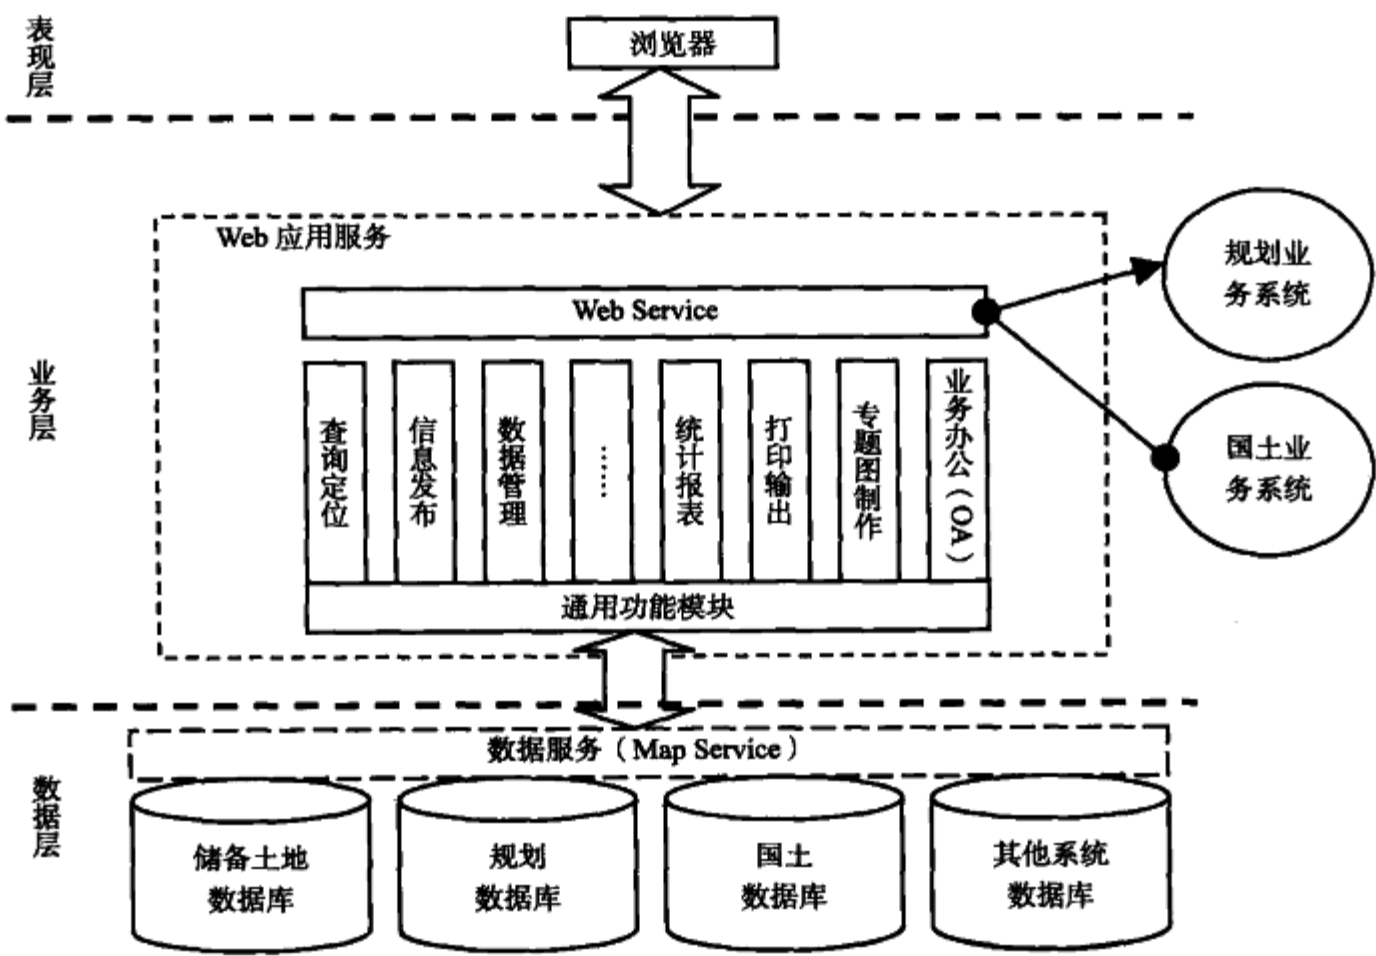 表现层
浏览器
Web 应用服务
Web Service
规划业
务系统
业务层
查询定位
信息发布
数据管理
……
统计报表
打印输出
专题图制作
业务办公（OA）
国土业
务系统
通用功能模块
数据服务（Map Service）
数据层
储备土地
数据库
规划
数据库
国土
数据库
其他系统
数据库